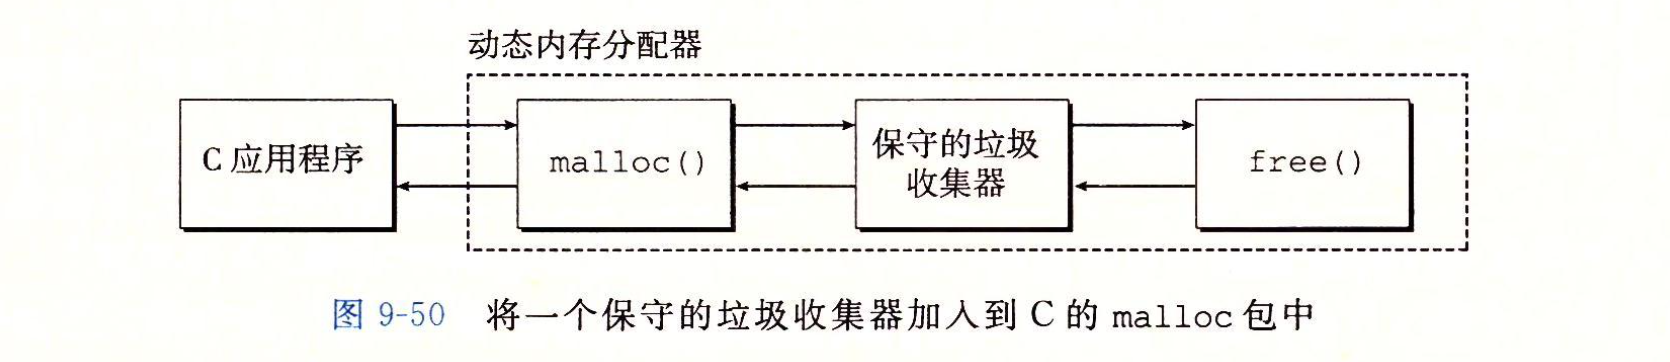 动态内存分配器
C 应用程序
malloc()
保守的垃圾
收集器
free()
图 9-50 将一个保守的垃圾收集器加入到 C 的 malloc 包中